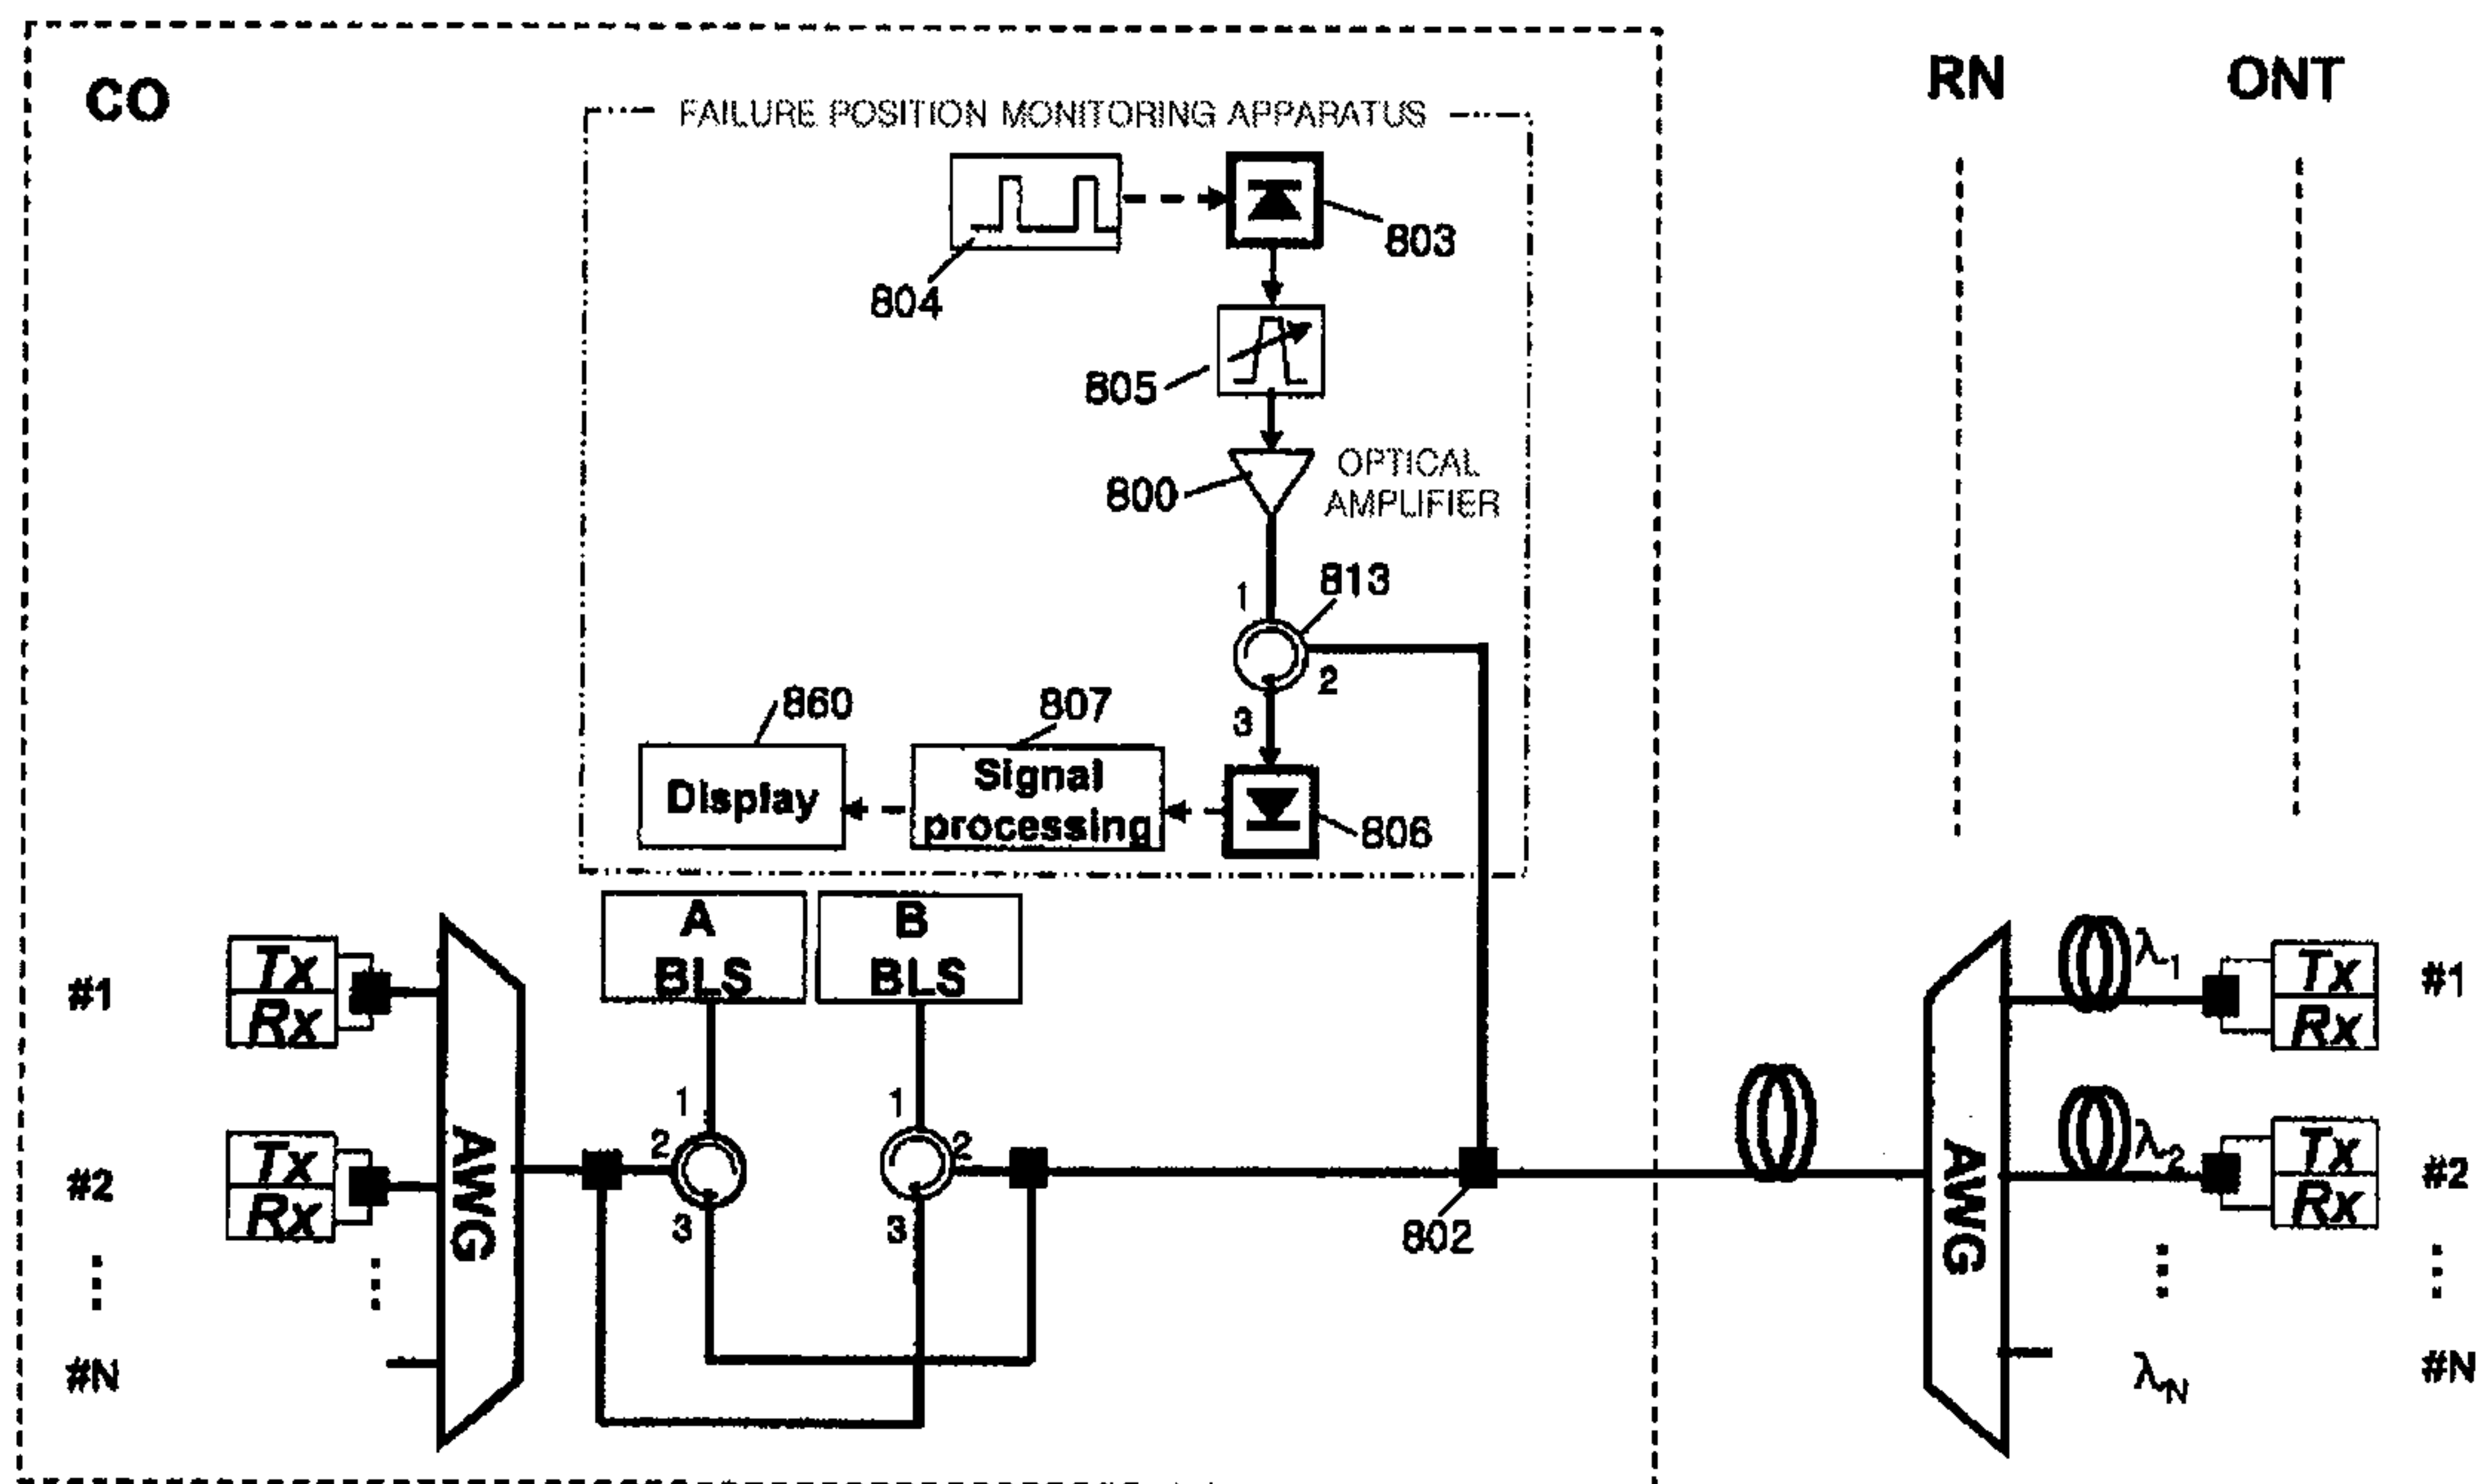 CO
RN
ONT
FAILURE POSITION MONITORING APPARATUS
803
804
805
800
OPTICAL
AMPLIFIER
813
1
2
3
860
807
Display
Signal
processing
806
A
BLS
B
BLS
#1
Tx
Rx
λ1
Tx
Rx
#1
1
1
2
2
3
3
#2
Tx
Rx
AWG
802
AWG
λ2
Tx
Rx
#2
#N
λN
#N